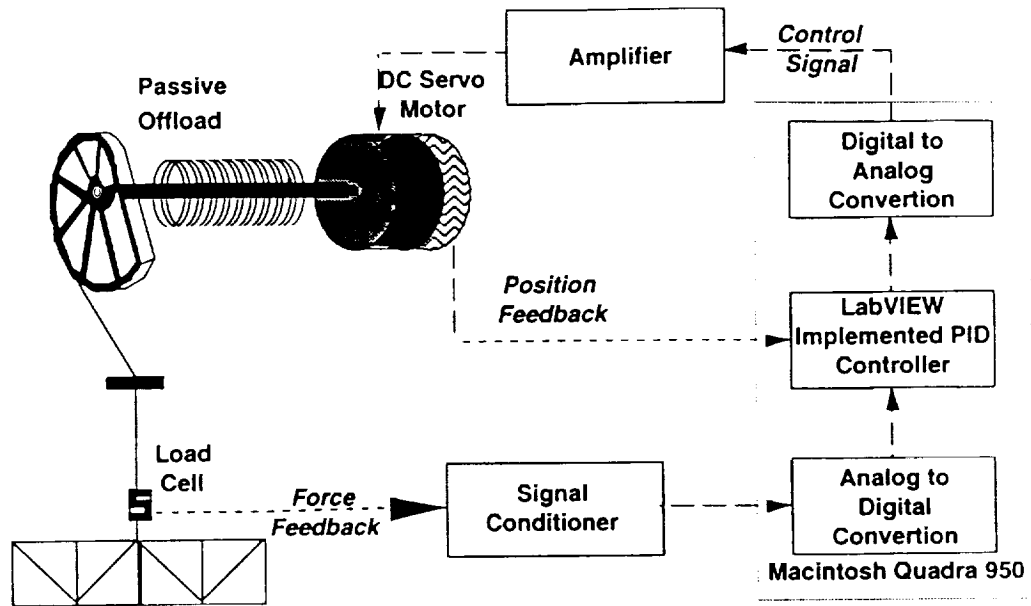 Passive
Offload
DC Servo
Motor
Amplifier
Control
Signal
Digital to
Analog
Convertion
Position
Feedback
LabVIEW
Implemented PID
Controller
Load
Cell
Force
Feedback
Signal
Conditioner
Analog to
Digital
Convertion
Macintosh Quadra 950